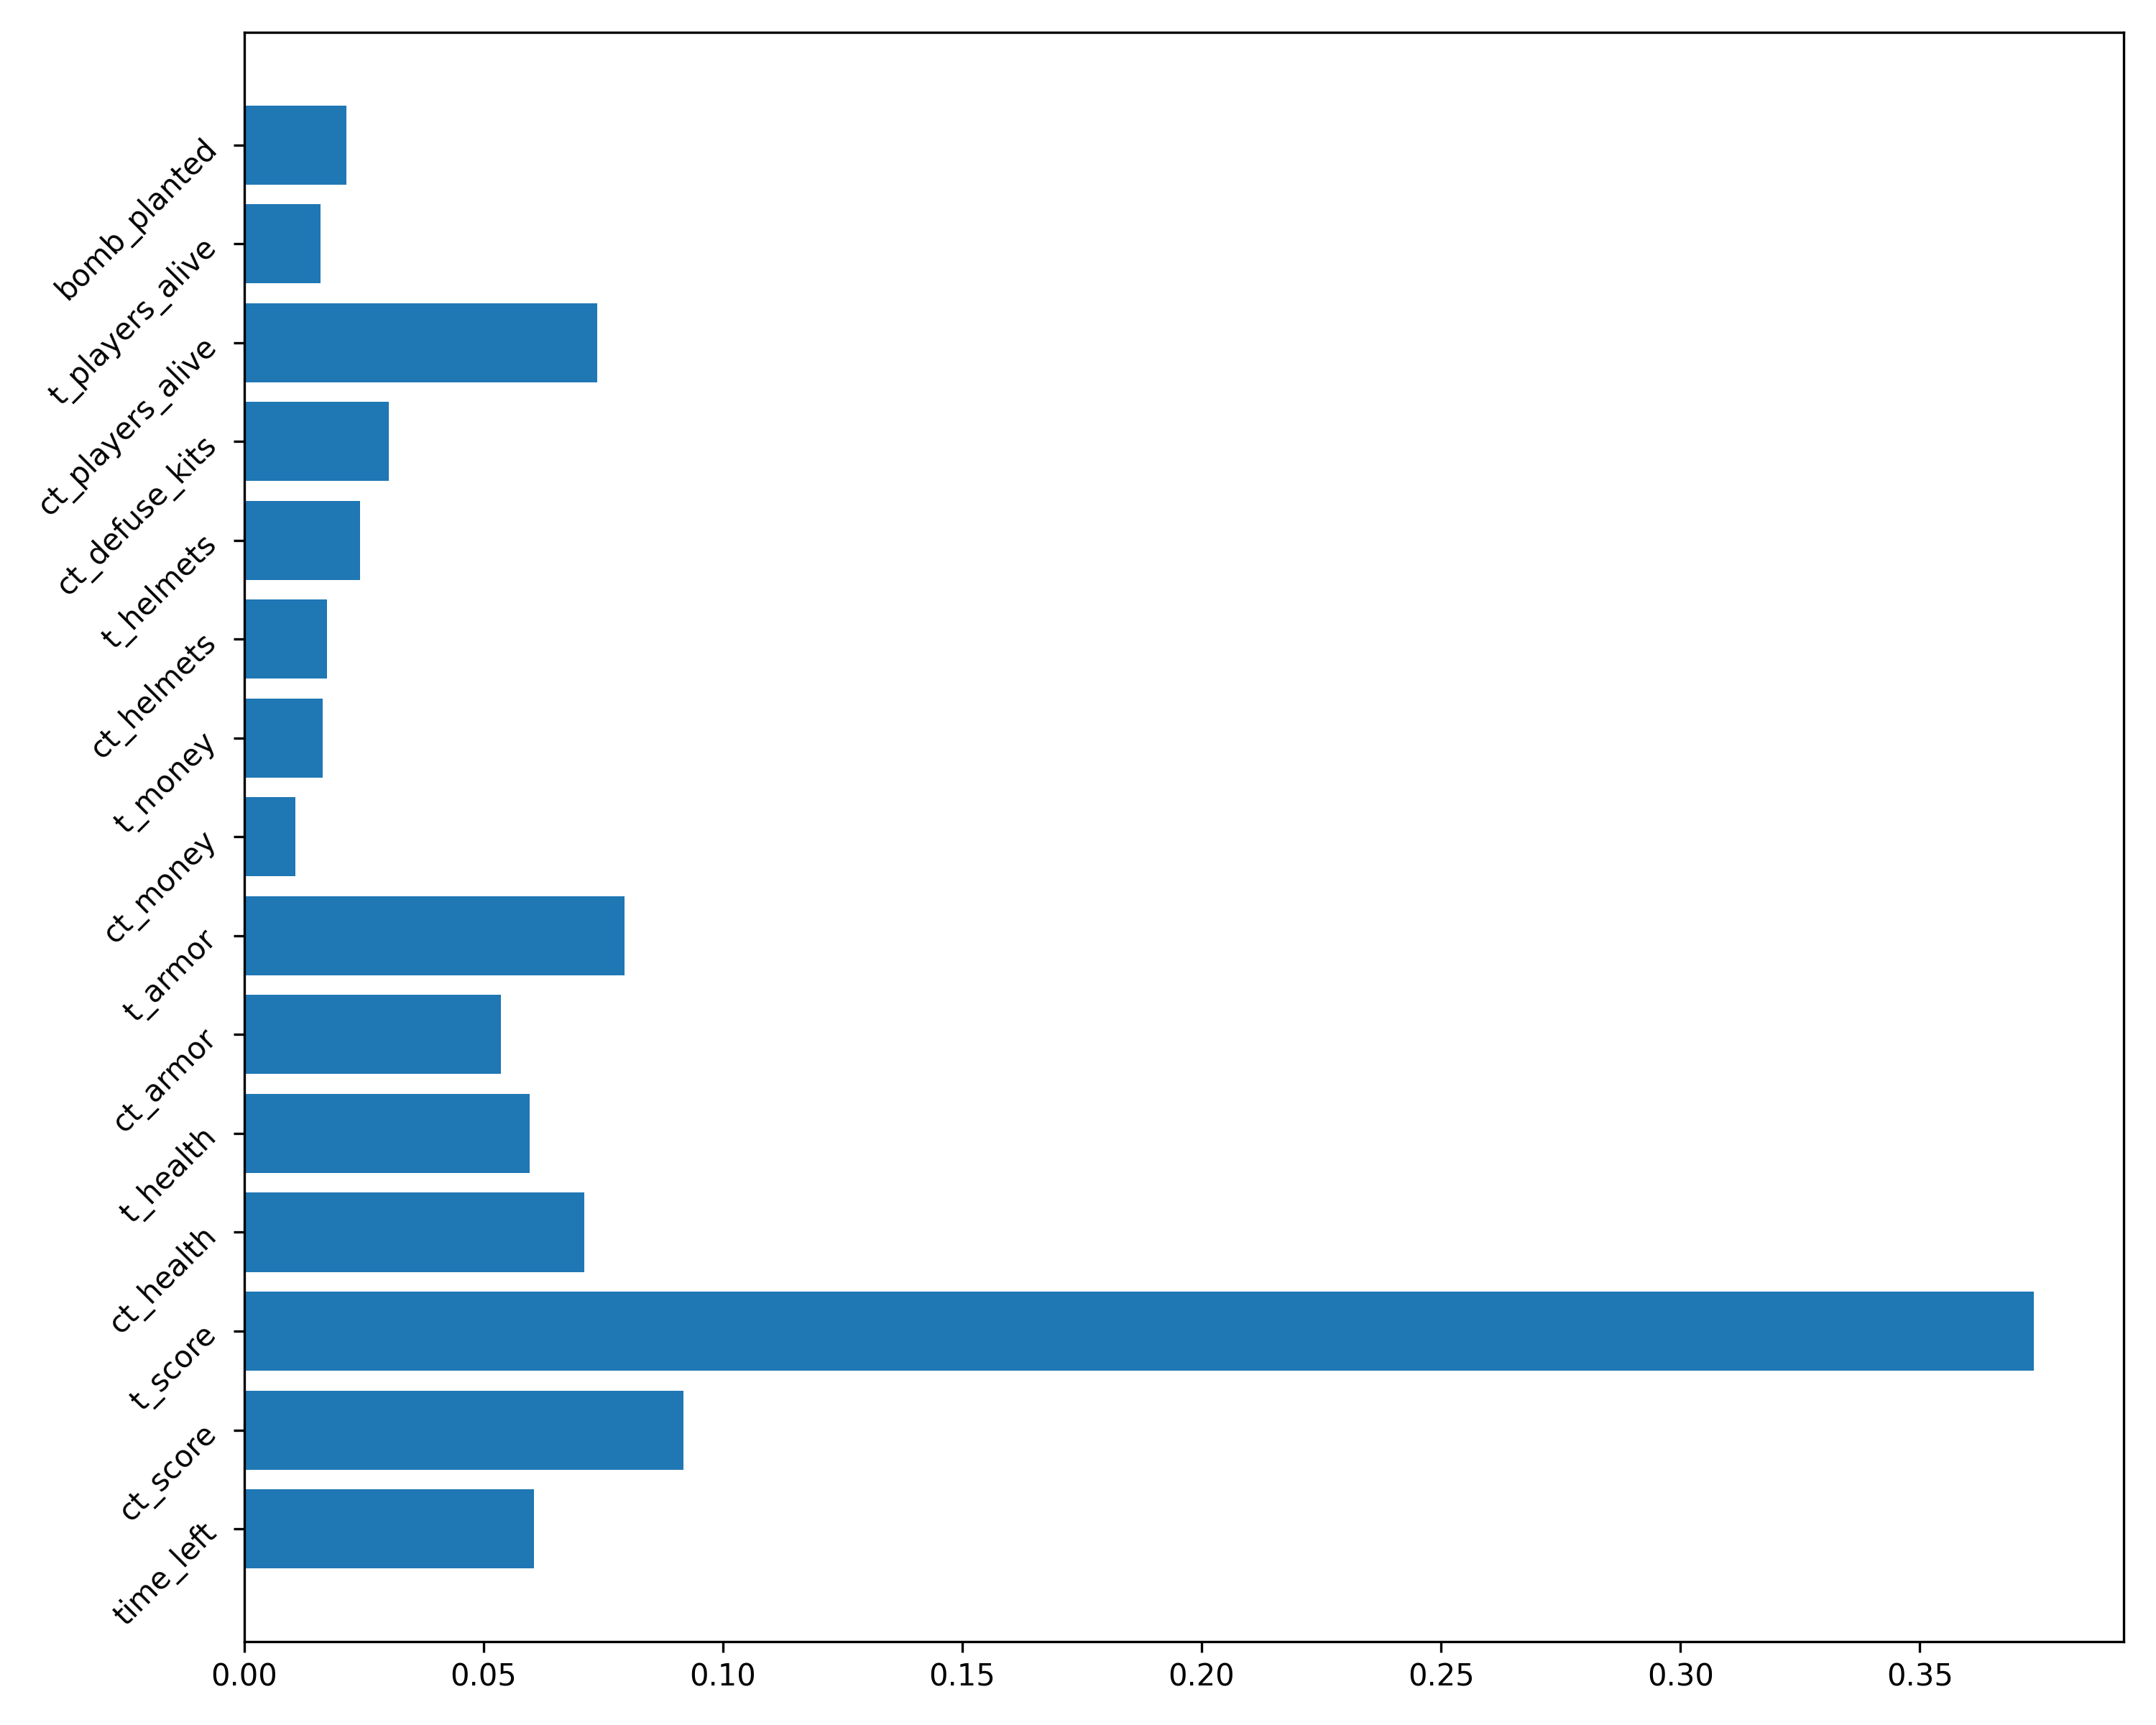 bomb_planted
t_players_alive
ct_players_alive
ct_defuse_kits
t_helmets
ct_helmets
t_money
ct_money
t_armor
ct_armor
t_health
ct_health
t_score
ct_score
time_left
0.00 0.05 0.10 0.15 0.20 0.25 0.30 0.35